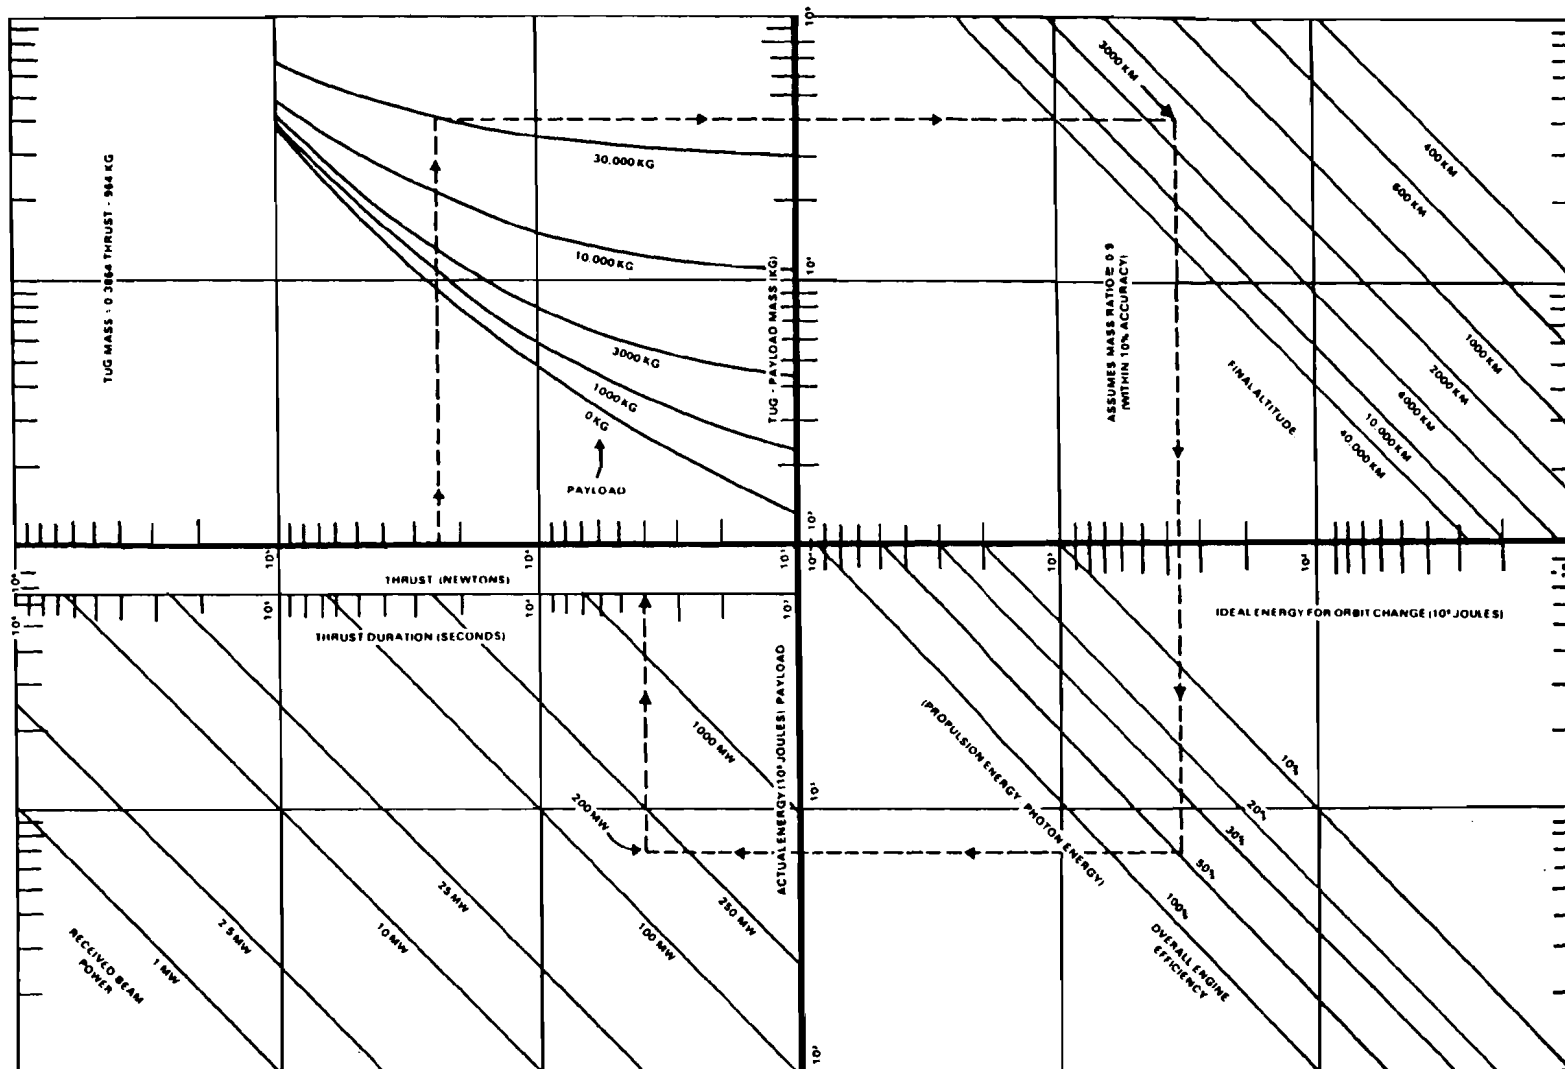 TUG MASS = 0.3864 THRUST - 964 KG
30,000 KG
10,000 KG
3000 KG
1000 KG
0 KG
PAYLOAD
TUG - PAYLOAD MASS (KG)
10⁴
3000 KM
400 KM
600 KM
1000 KM
2000 KM
4000 KM
10,000 KM
40,000 KM
FINAL ALTITUDE
ASSUMES MASS RATIO ≅ 0.9
(WITHIN 10% ACCURACY)
THRUST (NEWTONS)
THRUST DURATION (SECONDS)
10⁴
10³
IDEAL ENERGY FOR ORBIT CHANGE (10⁹ JOULES)
ACTUAL ENERGY (10⁹ JOULES) PAYLOAD
1000 MW
200 MW
250 MW
100 MW
25 MW
10 MW
2.5 MW
1 MW
RECEIVED BEAM
POWER
(PROPULSION ENERGY PHOTON ENERGY)
10%
20%
30%
50%
100%
OVERALL ENGINE
EFFICIENCY